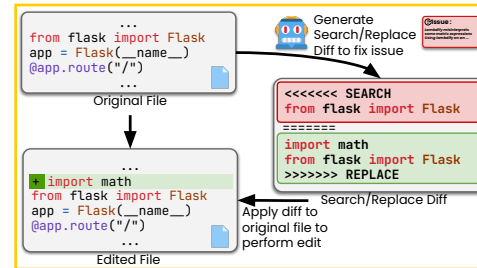 ...
from flask import Flask
app = Flask(__name__)
@app.route("/")
...
Original File
Generate
Search/Replace
Diff to fix issue
Issue:
<<<<<<< SEARCH
from flask import Flask
=======
import math
from flask import Flask
>>>>>>> REPLACE
Search/Replace Diff
...
+ import math
from flask import Flask
app = Flask(__name__)
@app.route("/")
...
Edited File
Apply diff to
original file to
perform edit